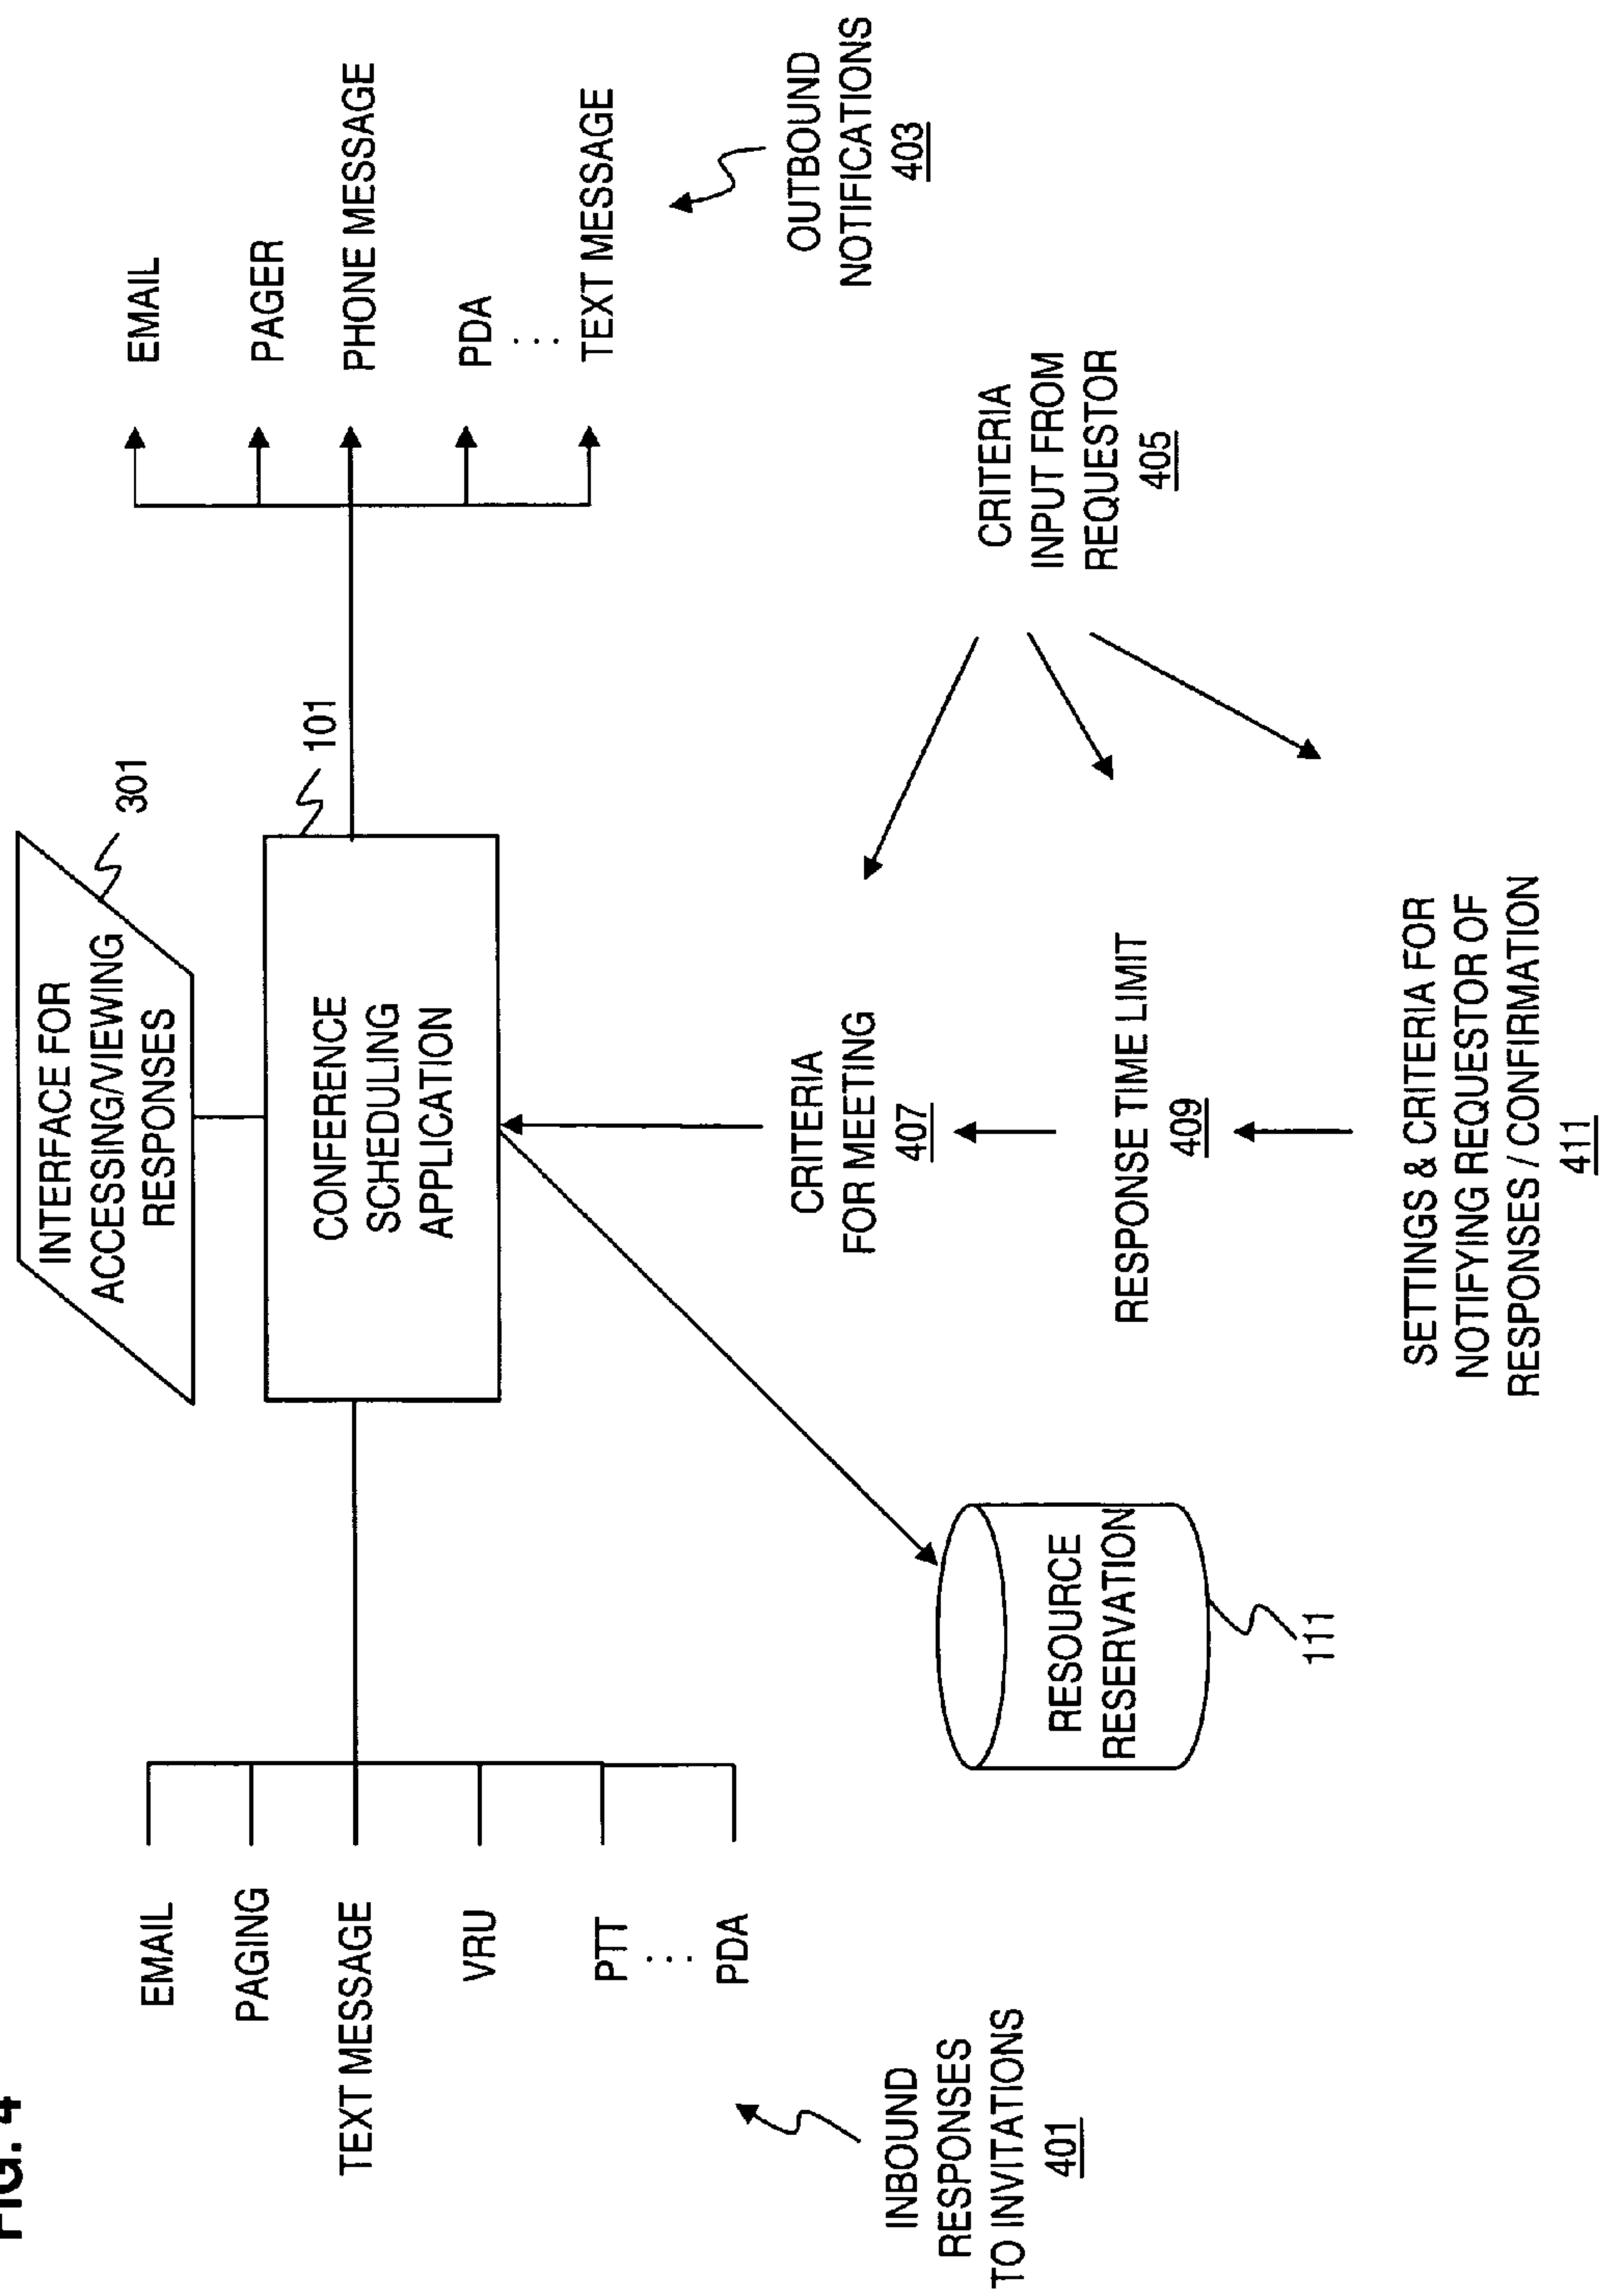 FIG. 4
INTERFACE FOR
ACCESSING/VIEWING
RESPONSES
301
CONFERENCE
SCHEDULING
APPLICATION
101
EMAIL
PAGING
TEXT MESSAGE
VRU
PTT
...
PDA
INBOUND
RESPONSES
TO INVITATIONS
401
EMAIL
PAGER
PHONE MESSAGE
PDA
...
TEXT MESSAGE
OUTBOUND
NOTIFICATIONS
403
RESOURCE
RESERVATION
111
CRITERIA
FOR MEETING
407
RESPONSE TIME LIMIT
409
SETTINGS & CRITERIA FOR
NOTIFYING REQUESTOR OF
RESPONSES / CONFIRMATION
411
CRITERIA
INPUT FROM
REQUESTOR
405